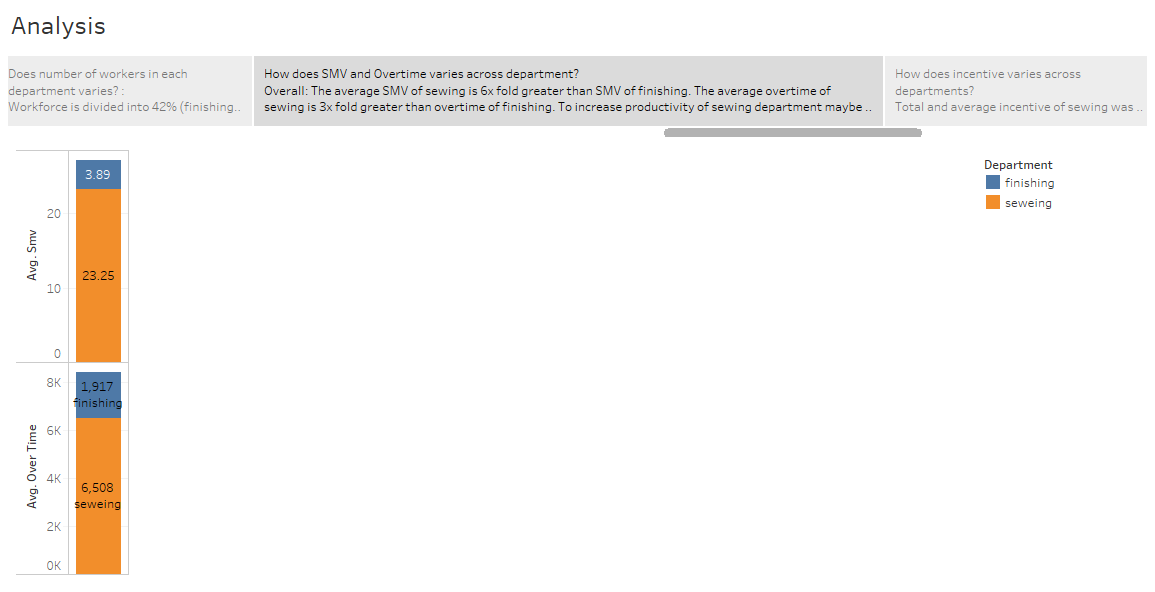 Analysis
Does number of workers in each
department varies? :
Workforce is divided into 42% (finishing..
How does SMV and Overtime varies across department?
Overall: The average SMV of sewing is 6x fold greater than SMV of finishing. The average overtime of
sewing is 3x fold greater than overtime of finishing. To increase productivity of sewing department maybe ..
How does incentive varies across
departments?
Total and average incentive of sewing was ..
Department
finishing
seweing
Avg. Smv
20
10
0
3.89
23.25
Avg. Over Time
8K
6K
4K
2K
0K
1,917
finishing
6,508
seweing